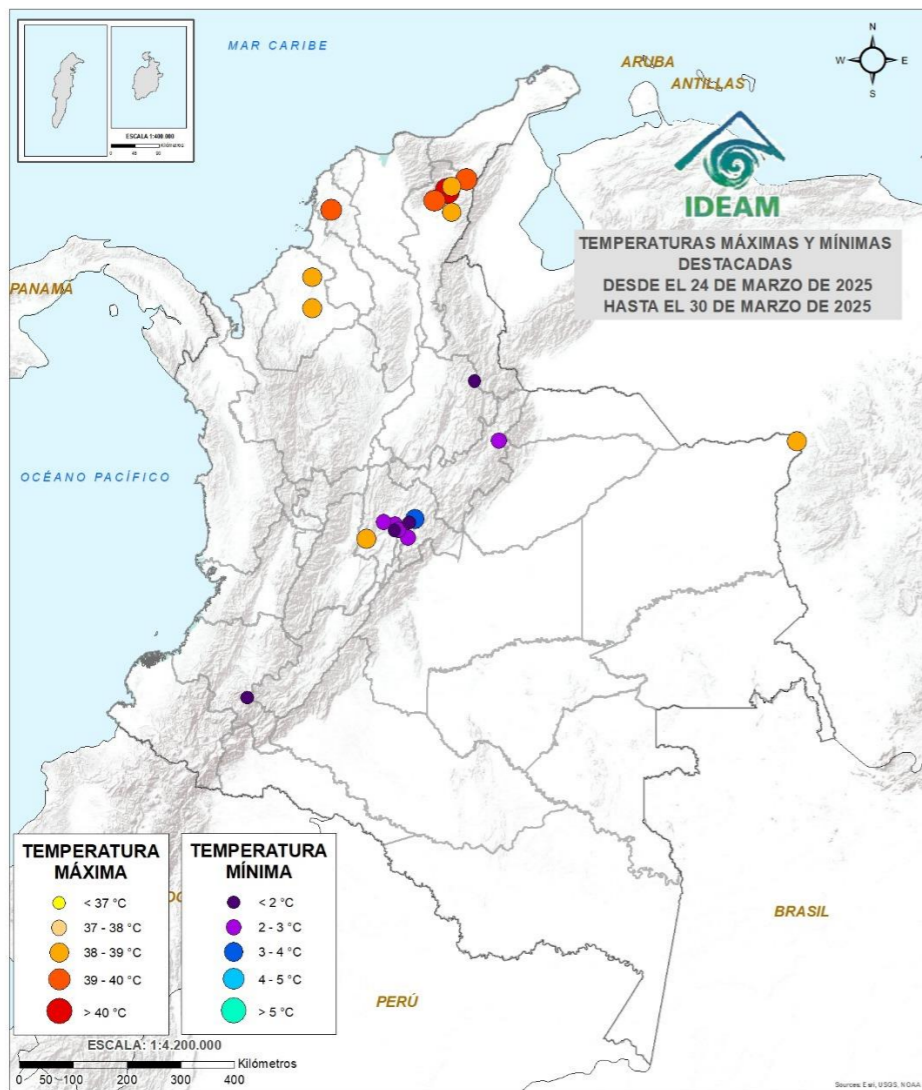 MAR CARIBE
ARUBA
ANTILLAS
N
W
E
S
ESCALA 1:400.000
Kilómetros
IDEAM
TEMPERATURAS MÁXIMAS Y MÍNIMAS
DESTACADAS
DESDE EL 24 DE MARZO DE 2025
HASTA EL 30 DE MARZO DE 2025
PANAMÁ
OCÉANO PACÍFICO
TEMPERATURA
MÁXIMA
< 37 °C
37 - 38 °C
38 - 39 °C
39 - 40 °C
> 40 °C
TEMPERATURA
MÍNIMA
< 2 °C
2 - 3 °C
3 - 4 °C
4 - 5 °C
> 5 °C
BRASIL
PERÚ
ESCALA: 1:4.200.000
Kilómetros
0 50 100 200 300 400
Sources: Esri, USGS, NOAA